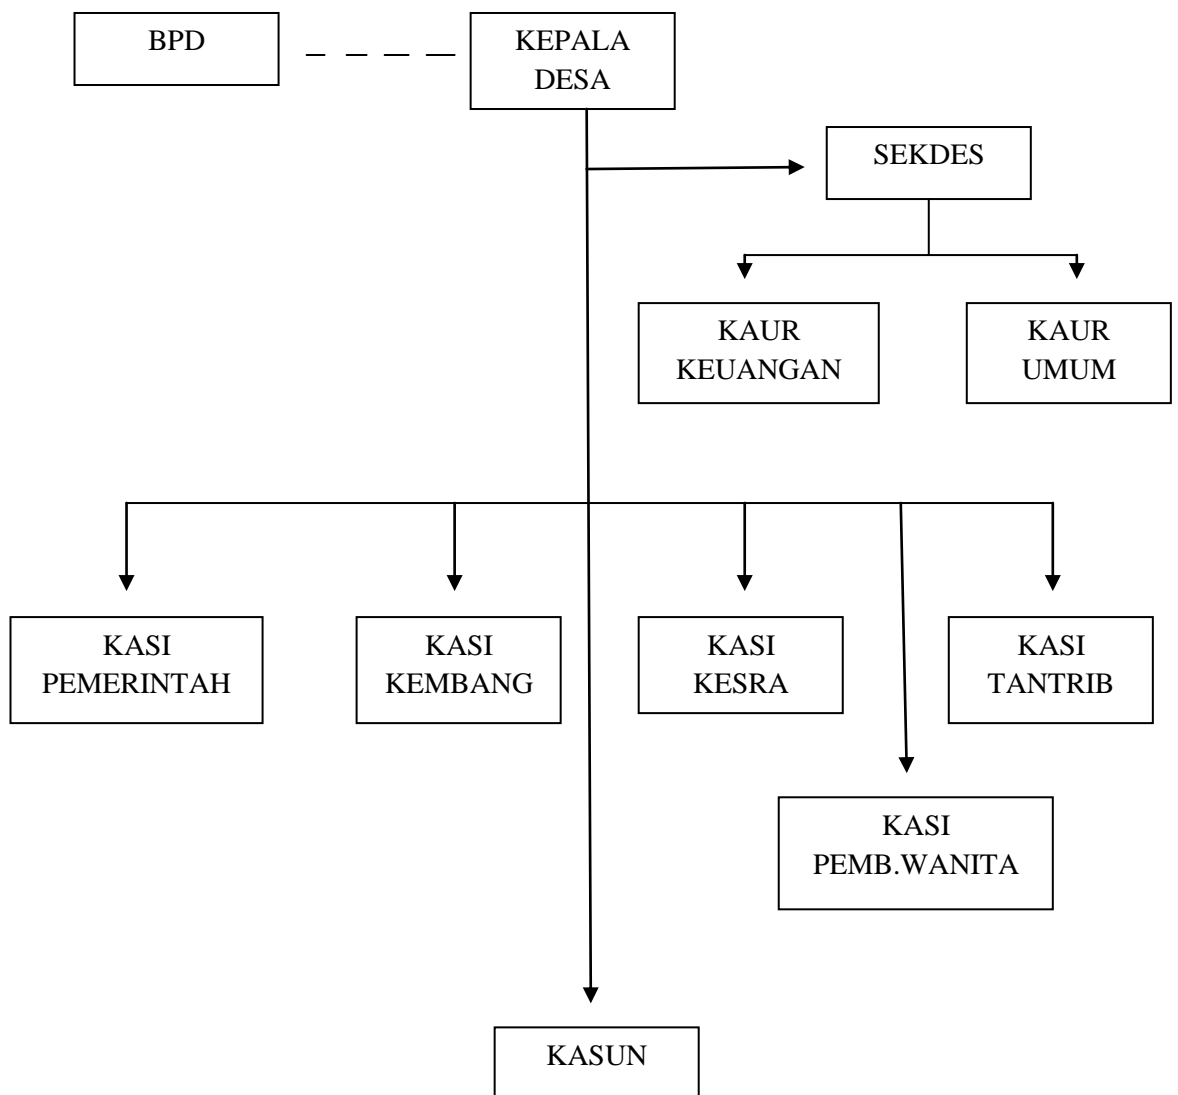 BPD
KEPALA
DESA
SEKDES
KAUR
KEUANGAN
KAUR
UMUM
KASI
PEMERINTAH
KASI
KEMBANG
KASI
KESRA
KASI
TANTRIB
KASI
PEMB.WANITA
KASUN